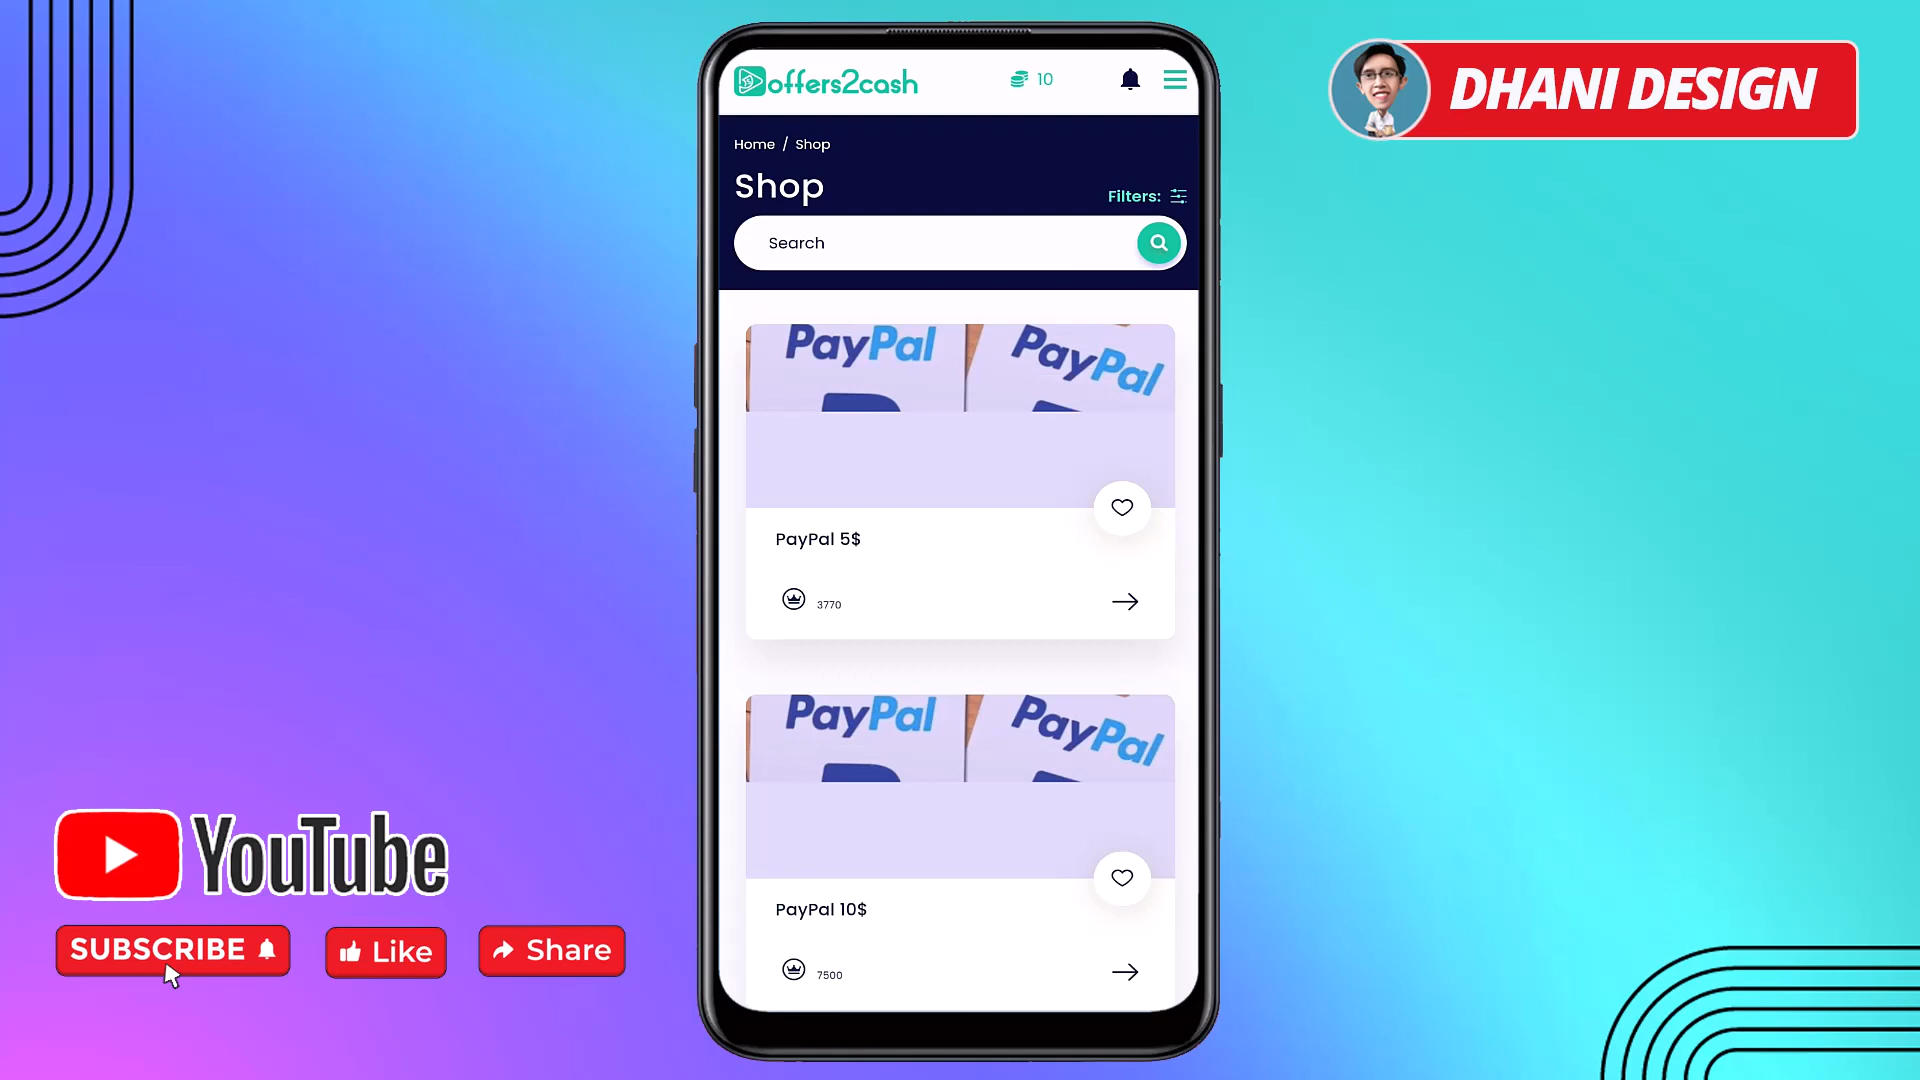 offers2cash
10
DHANI DESIGN
Home / Shop
Shop
Filters:
Search
PayPal PayPal
PayPal 5$
3770
PayPal PayPal
PayPal 10$
7500
YouTube
SUBSCRIBE
Like
Share